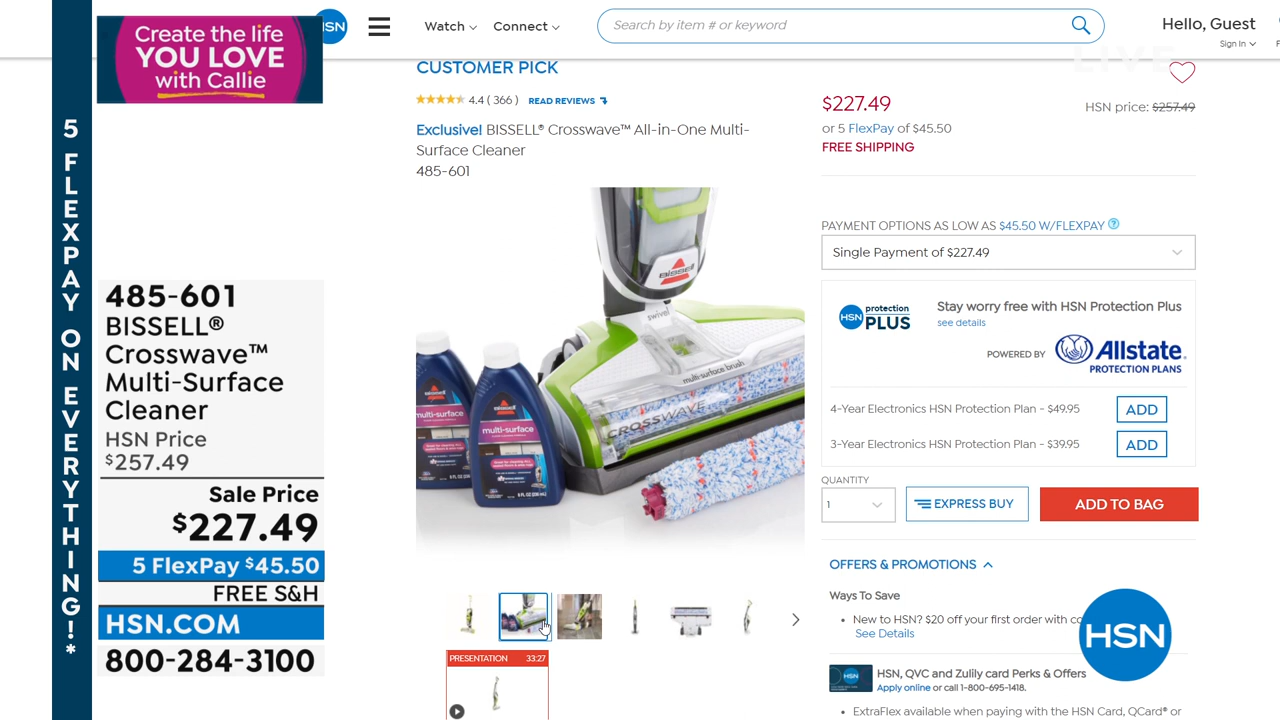 5 FLEXPAY ON EVERYTHING!*
Create the life
YOU LOVE
with Callie
485-601
BISSELL®
Crosswave™
Multi-Surface
Cleaner
HSN Price
$257.49
Sale Price
$227.49
5 FlexPay $45.50
FREE S&H
HSN.COM
800-284-3100
Watch
Connect
Search by item # or keyword
Hello, Guest
Sign In
LIVE
CUSTOMER PICK
4.4 ( 366 ) READ REVIEWS
Exclusive! BISSELL® Crosswave™ All-in-One Multi-
Surface Cleaner
485-601
BISSELL
swivel
multi-surface brush
CROSSWAVE
multi-surface
multi-surface
PRESENTATION 33:27
$227.49
HSN price: $257.49
or 5 FlexPay of $45.50
FREE SHIPPING
PAYMENT OPTIONS AS LOW AS $45.50 W/FLEXPAY ?
Single Payment of $227.49
HSN protection PLUS
Stay worry free with HSN Protection Plus
see details
POWERED BY Allstate.
PROTECTION PLANS
4-Year Electronics HSN Protection Plan - $49.95 ADD
3-Year Electronics HSN Protection Plan - $39.95 ADD
QUANTITY
1
EXPRESS BUY
ADD TO BAG
OFFERS & PROMOTIONS
Ways To Save
• New to HSN? $20 off your first order with
See Details
HSN
HSN
HSN, QVC and Zulily card Perks & Offers
Apply online or call 1-800-695-1418.
• ExtraFlex available when paying with the HSN Card, QCard® or